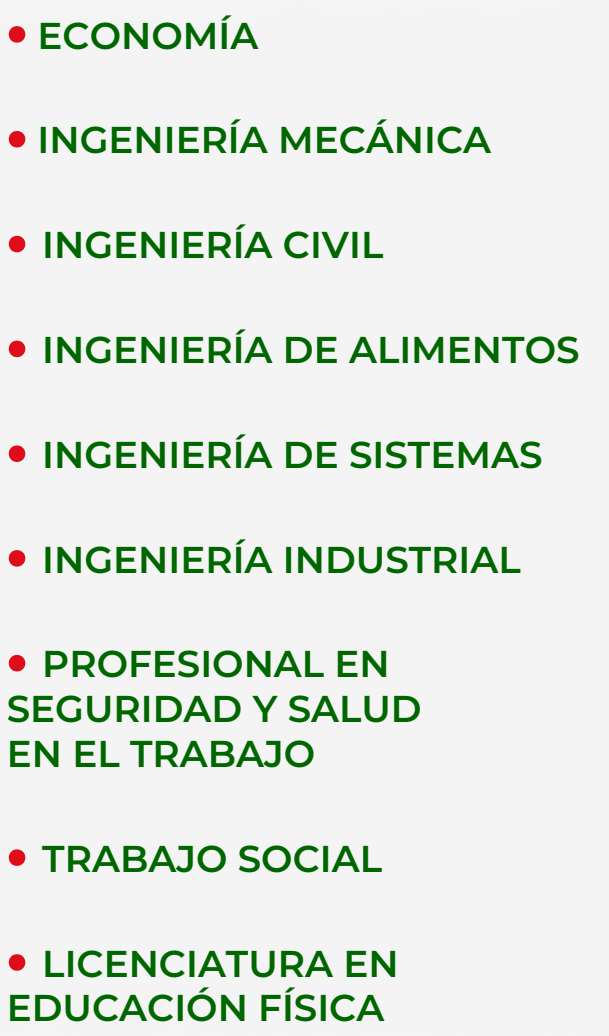 • ECONOMÍA
• INGENIERÍA MECÁNICA
• INGENIERÍA CIVIL
• INGENIERÍA DE ALIMENTOS
• INGENIERÍA DE SISTEMAS
• INGENIERÍA INDUSTRIAL
• PROFESIONAL EN
SEGURIDAD Y SALUD
EN EL TRABAJO
• TRABAJO SOCIAL
• LICENCIATURA EN
EDUCACIÓN FÍSICA